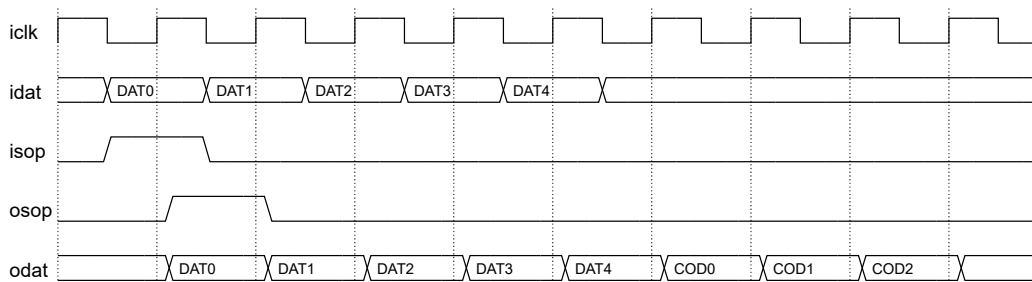 iclk
idat DAT0 DAT1 DAT2 DAT3 DAT4
isop
osop
odat DAT0 DAT1 DAT2 DAT3 DAT4 COD0 COD1 COD2